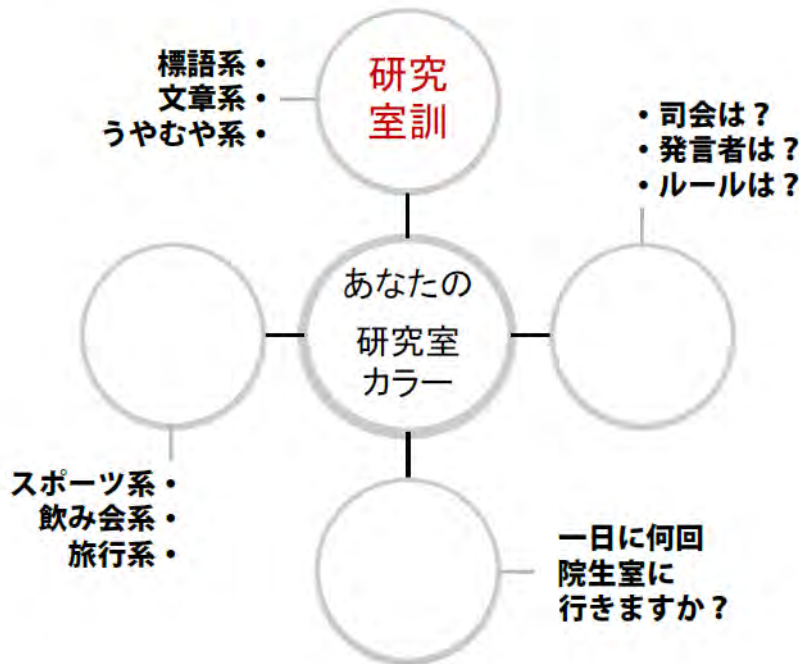 標語系・
文章系・
うやむや系・
研究
室訓
・司会は？
・発言者は？
・ルールは？
あなたの
研究室
カラー
スポーツ系・
飲み会系・
旅行系・
一日に何回
院生室に
行きますか？